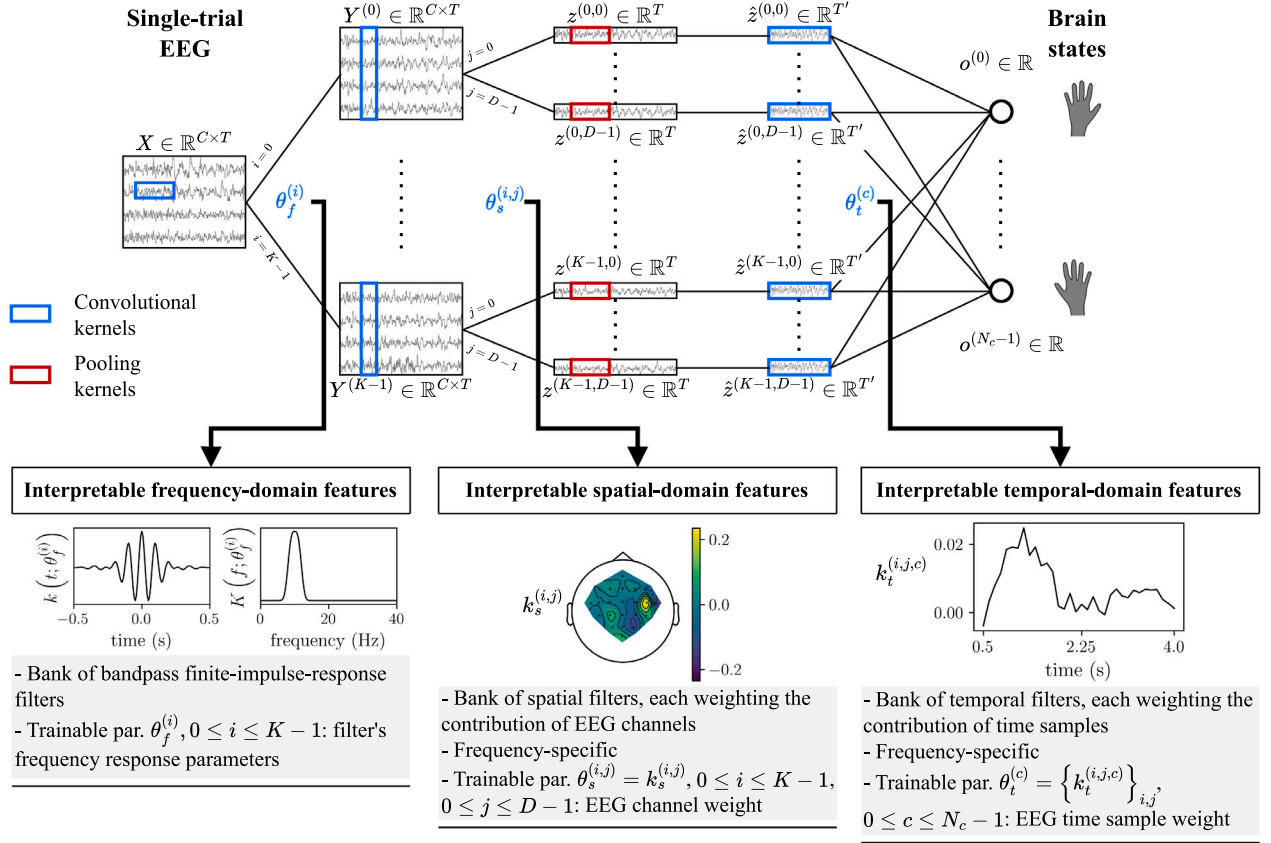 Single-trial
EEG
Y^{(0)} ∈ ℝ^{C×T}
z^{(0,0)} ∈ ℝ^T
ẑ^{(0,0)} ∈ ℝ^{T'}
Brain
states
o^{(0)} ∈ ℝ
j=0
j=D−1
z^{(0,D−1)} ∈ ℝ^T
ẑ^{(0,D−1)} ∈ ℝ^{T'}
X ∈ ℝ^{C×T}
i=0
i=K−1
θ_f^{(i)}
θ_s^{(i,j)}
θ_t^{(c)}
z^{(K−1,0)} ∈ ℝ^T
ẑ^{(K−1,0)} ∈ ℝ^{T'}
j=0
j=D−1
o^{(N_c−1)} ∈ ℝ
Convolutional
kernels
Pooling
kernels
Y^{(K−1)} ∈ ℝ^{C×T}
z^{(K−1,D−1)} ∈ ℝ^T
ẑ^{(K−1,D−1)} ∈ ℝ^{T'}
Interpretable frequency-domain features
k(t;θ_f^{(i)})
−0.5 0.0 0.5
time (s)
K(f;θ_f^{(i)})
0 20 40
frequency (Hz)
- Bank of bandpass finite-impulse-response
filters
- Trainable par. θ_f^{(i)}, 0 ≤ i ≤ K − 1: filter's
frequency response parameters
Interpretable spatial-domain features
k_s^{(i,j)}
0.2
0.0
−0.2
- Bank of spatial filters, each weighting the
contribution of EEG channels
- Frequency-specific
- Trainable par. θ_s^{(i,j)} = k_s^{(i,j)}, 0 ≤ i ≤ K − 1,
0 ≤ j ≤ D − 1: EEG channel weight
Interpretable temporal-domain features
k_t^{(i,j,c)}
0.02
0.00
0.5 2.25 4.0
time (s)
- Bank of temporal filters, each weighting the
contribution of time samples
- Frequency-specific
- Trainable par. θ_t^{(c)} = {k_t^{(i,j,c)}}_{i,j},
0 ≤ c ≤ N_c − 1: EEG time sample weight